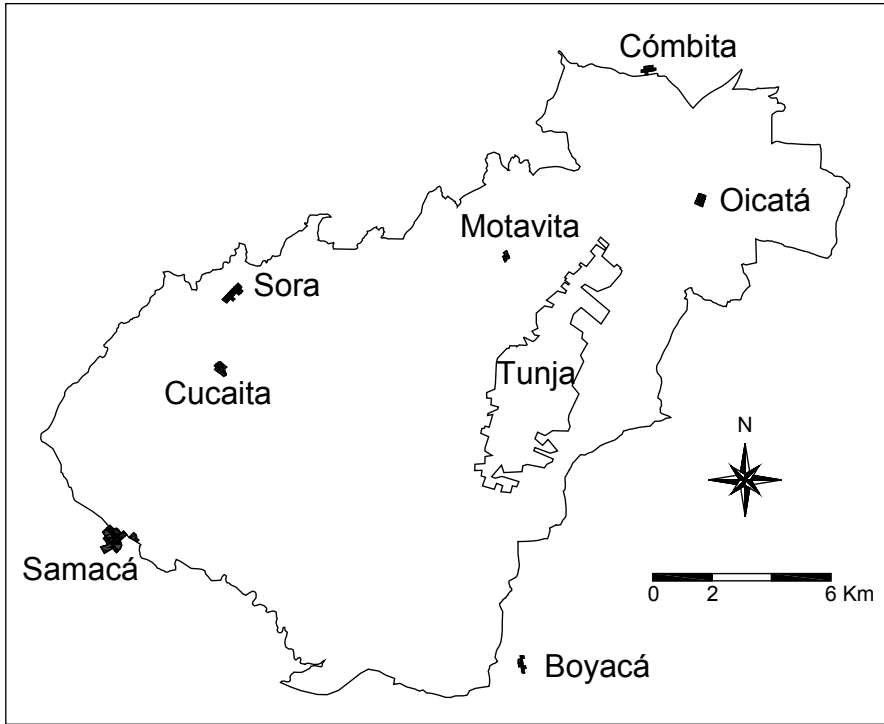 Cómbita
Oicatá
Motavita
Sora
Tunja
Cucaita
N
Samacá
0 2 6 Km
Boyacá